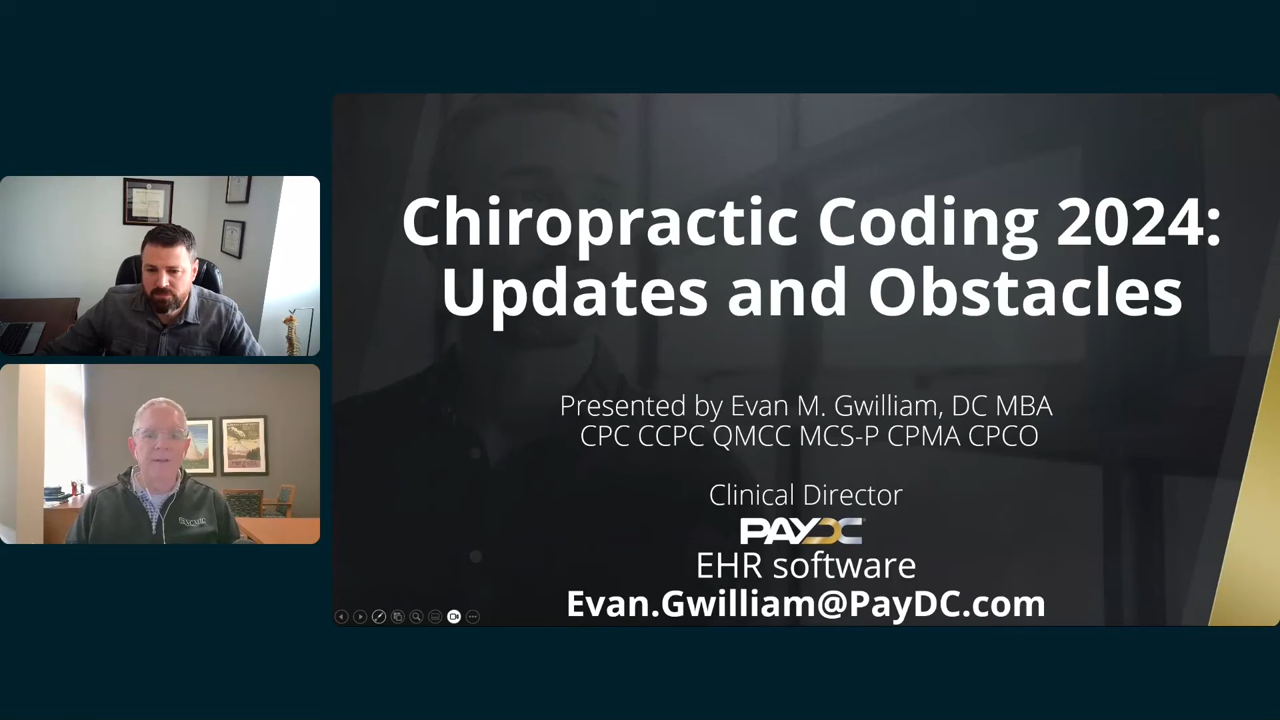 Chiropractic Coding 2024:
Updates and Obstacles
Presented by Evan M. Gwilliam, DC MBA
CPC CCPC QMCC MCS-P CPMA CPCO
Clinical Director
PAYDC
EHR software
Evan.Gwilliam@PayDC.com